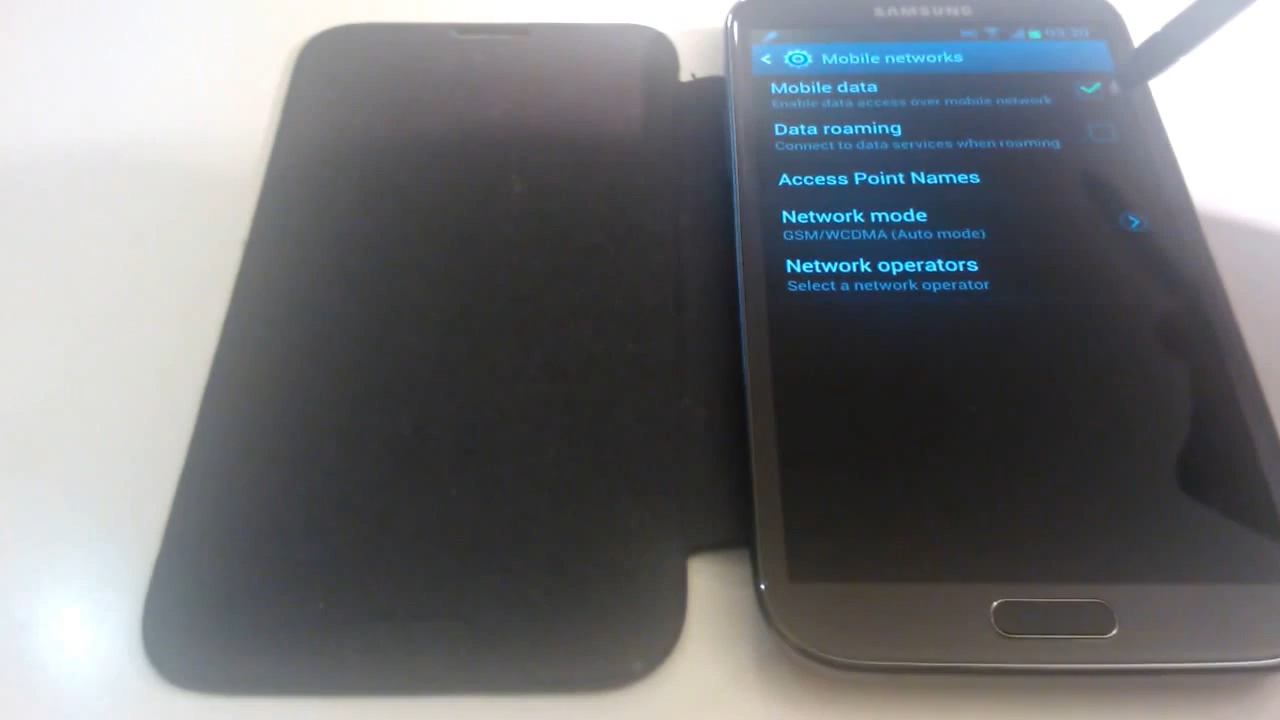 SAMSUNG
Mobile networks
Mobile data
Enable data access over mobile network
Data roaming
Connect to data services when roaming
Access Point Names
Network mode
GSM/WCDMA (Auto mode)
Network operators
Select a network operator